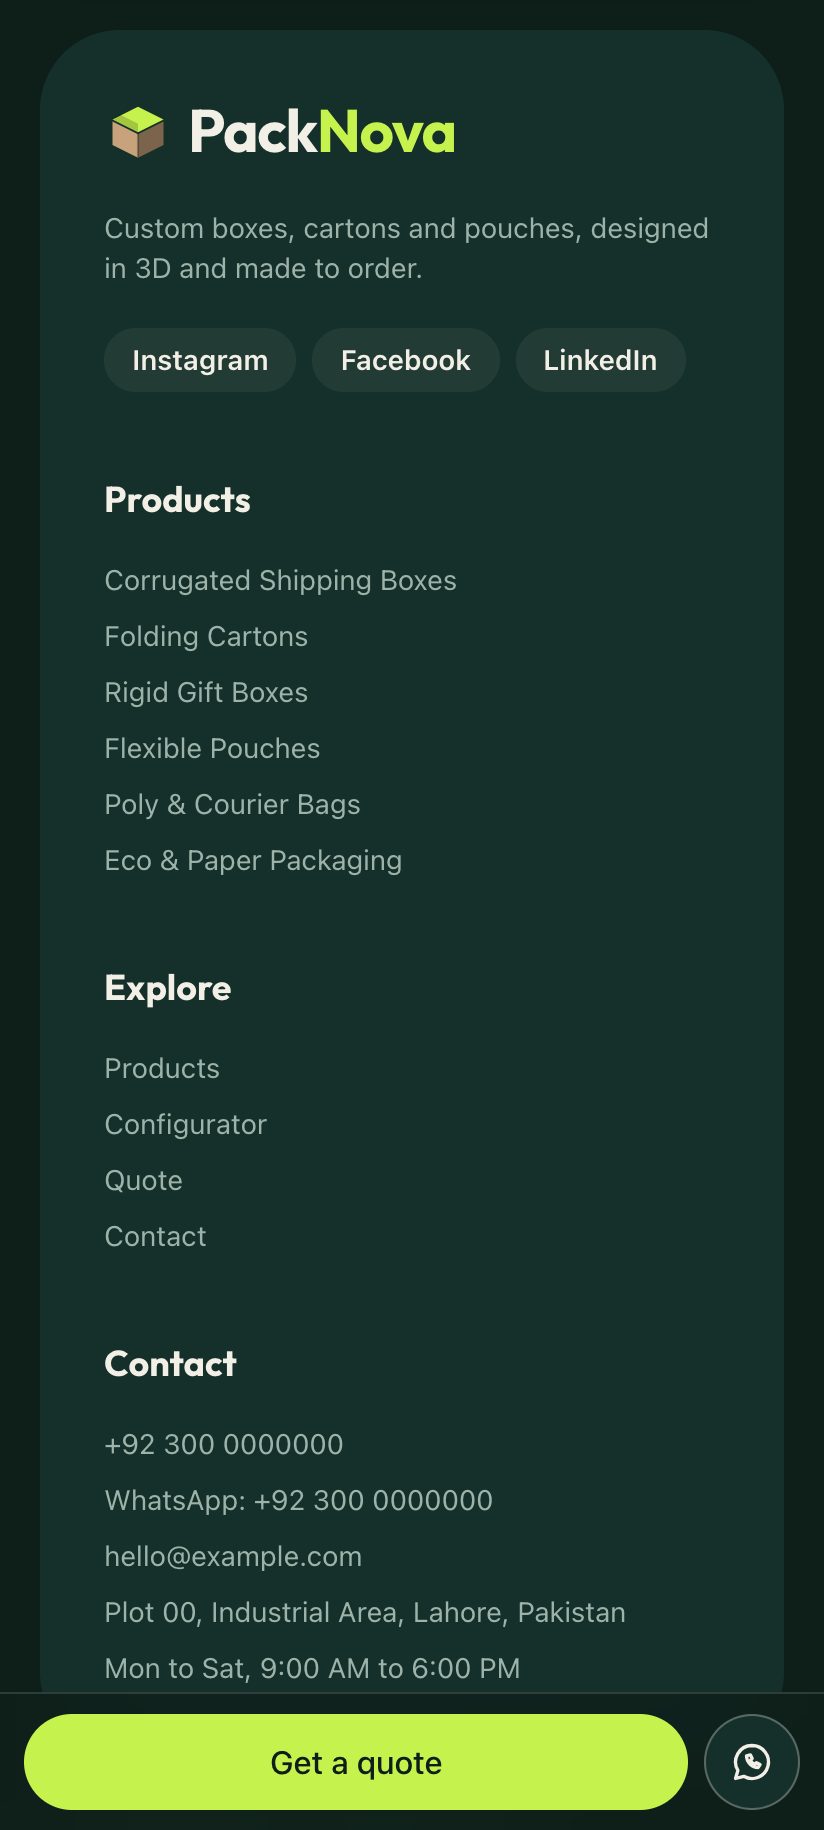 PackNova
Custom boxes, cartons and pouches, designed
in 3D and made to order.
Instagram Facebook LinkedIn
Products
Corrugated Shipping Boxes
Folding Cartons
Rigid Gift Boxes
Flexible Pouches
Poly & Courier Bags
Eco & Paper Packaging
Explore
Products
Configurator
Quote
Contact
Contact
+92 300 0000000
WhatsApp: +92 300 0000000
hello@example.com
Plot 00, Industrial Area, Lahore, Pakistan
Mon to Sat, 9:00 AM to 6:00 PM
Get a quote